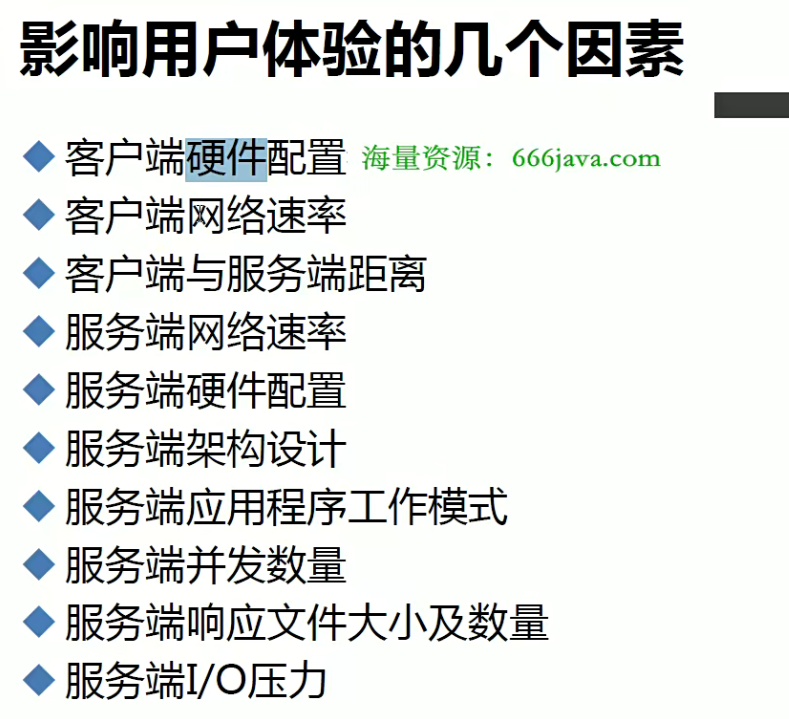 影响用户体验的几个因素
客户端硬件配置 海量资源：666java.com
客户端网络速率
客户端与服务端距离
服务端网络速率
服务端硬件配置
服务端架构设计
服务端应用程序工作模式
服务端并发数量
服务端响应文件大小及数量
服务端I/O压力